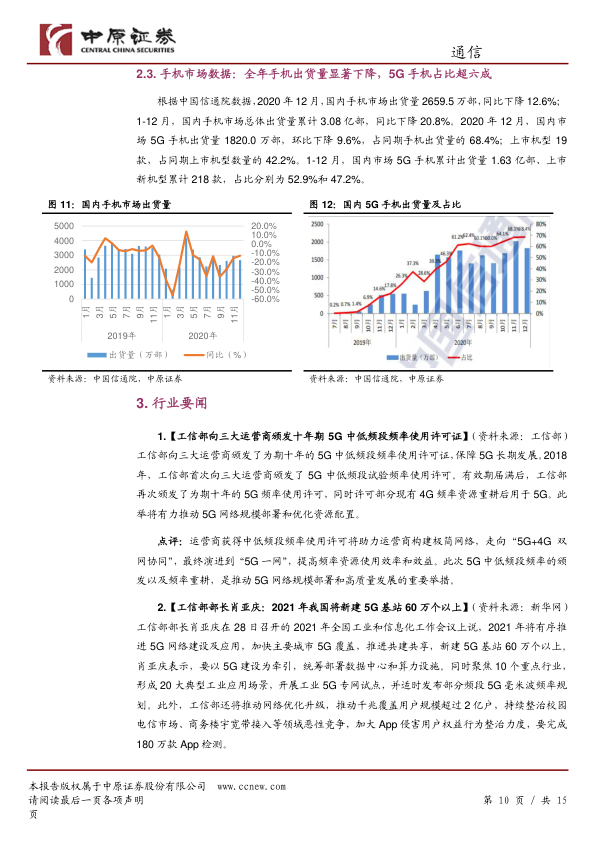 中原证券
CENTRAL CHINA SECURITIES
通信
2.3. 手机市场数据：全年手机出货量显著下降，5G 手机占比超六成
根据中国信通院数据，2020 年 12 月，国内手机市场出货量 2659.5 万部，同比下降 12.6%；
1-12 月，国内手机市场总体出货量累计 3.08 亿部，同比下降 20.8%。2020 年 12 月，国内市
场 5G 手机出货量 1820.0 万部，环比下降 9.6%，占同期手机出货量的 68.4%；上市机型 19
款，占同期上市机型数量的 42.2%。1-12 月，国内市场 5G 手机累计出货量 1.63 亿部、上市
新机型累计 218 款，占比分别为 52.9%和 47.2%。
图 11：国内手机市场出货量
5000
4000
3000
2000
1000
0
20.0%
10.0%
0.0%
-10.0%
-20.0%
-30.0%
-40.0%
-50.0%
-60.0%
1月 3月 5月 7月 9月 11月 1月 3月 5月 7月 9月 11月
2019年 2020年
出货量（万部） 同比（%）
资料来源：中国信通院，中原证券
图 12：国内 5G 手机出货量及占比
2500
2000
1500
1000
500
0
80%
70%
60%
50%
40%
30%
20%
10%
0%
0.2% 0.7% 1.4% 6.9% 14.6% 17.8% 26.3% 37.3% 28.6% 39.3% 46.3% 61.2% 62.4% 60.1% 60.0% 64.1% 68.1% 68.4%
7月 8月 9月 10月 11月 12月 1月 2月 3月 4月 5月 6月 7月 8月 9月 10月 11月 12月
2019年 2020年
出货量（万部） 占比
资料来源：中国信通院，中原证券
3. 行业要闻
1.【工信部向三大运营商颁发十年期 5G 中低频段频率使用许可证】（资料来源：工信部）
工信部向三大运营商颁发了为期十年的 5G 中低频段频率使用许可证，保障 5G 长期发展。2018
年，工信部首次向三大运营商颁发了 5G 中低频段试验频率使用许可。有效期届满后，工信部
再次颁发了为期十年的 5G 频率使用许可，同时许可部分现有 4G 频率资源重耕后用于 5G。此
举将有力推动 5G 网络规模部署和优化资源配置。
点评：运营商获得中低频段频率使用许可将助力运营商构建极简网络，走向“5G+4G 双
网协同”，最终演进到“5G 一网”，提高频率资源使用效率和效益。此次 5G 中低频段频率的颁
发以及频率重耕，是推动 5G 网络规模部署和高质量发展的重要举措。
2.【工信部部长肖亚庆：2021 年我国将新建 5G 基站 60 万个以上】（资料来源：新华网）
工信部部长肖亚庆在 28 日召开的 2021 年全国工业和信息化工作会议上说，2021 年将有序推
进 5G 网络建设及应用，加快主要城市 5G 覆盖，推进共建共享，新建 5G 基站 60 万个以上。
肖亚庆表示，要以 5G 建设为牵引，统筹部署数据中心和算力设施。同时聚焦 10 个重点行业，
形成 20 大典型工业应用场景，开展工业 5G 专网试点，并适时发布部分频段 5G 毫米波频率规
划。此外，工信部还将推动网络优化升级，推动千兆覆盖用户规模超过 2 亿户，持续整治校园
电信市场、商务楼宇宽带接入等领域恶性竞争，加大 App 侵害用户权益行为整治力度，要完成
180 万款 App 检测。
本报告版权属于中原证券股份有限公司 www.ccnew.com
请阅读最后一页各项声明 第 10 页 / 共 15
页